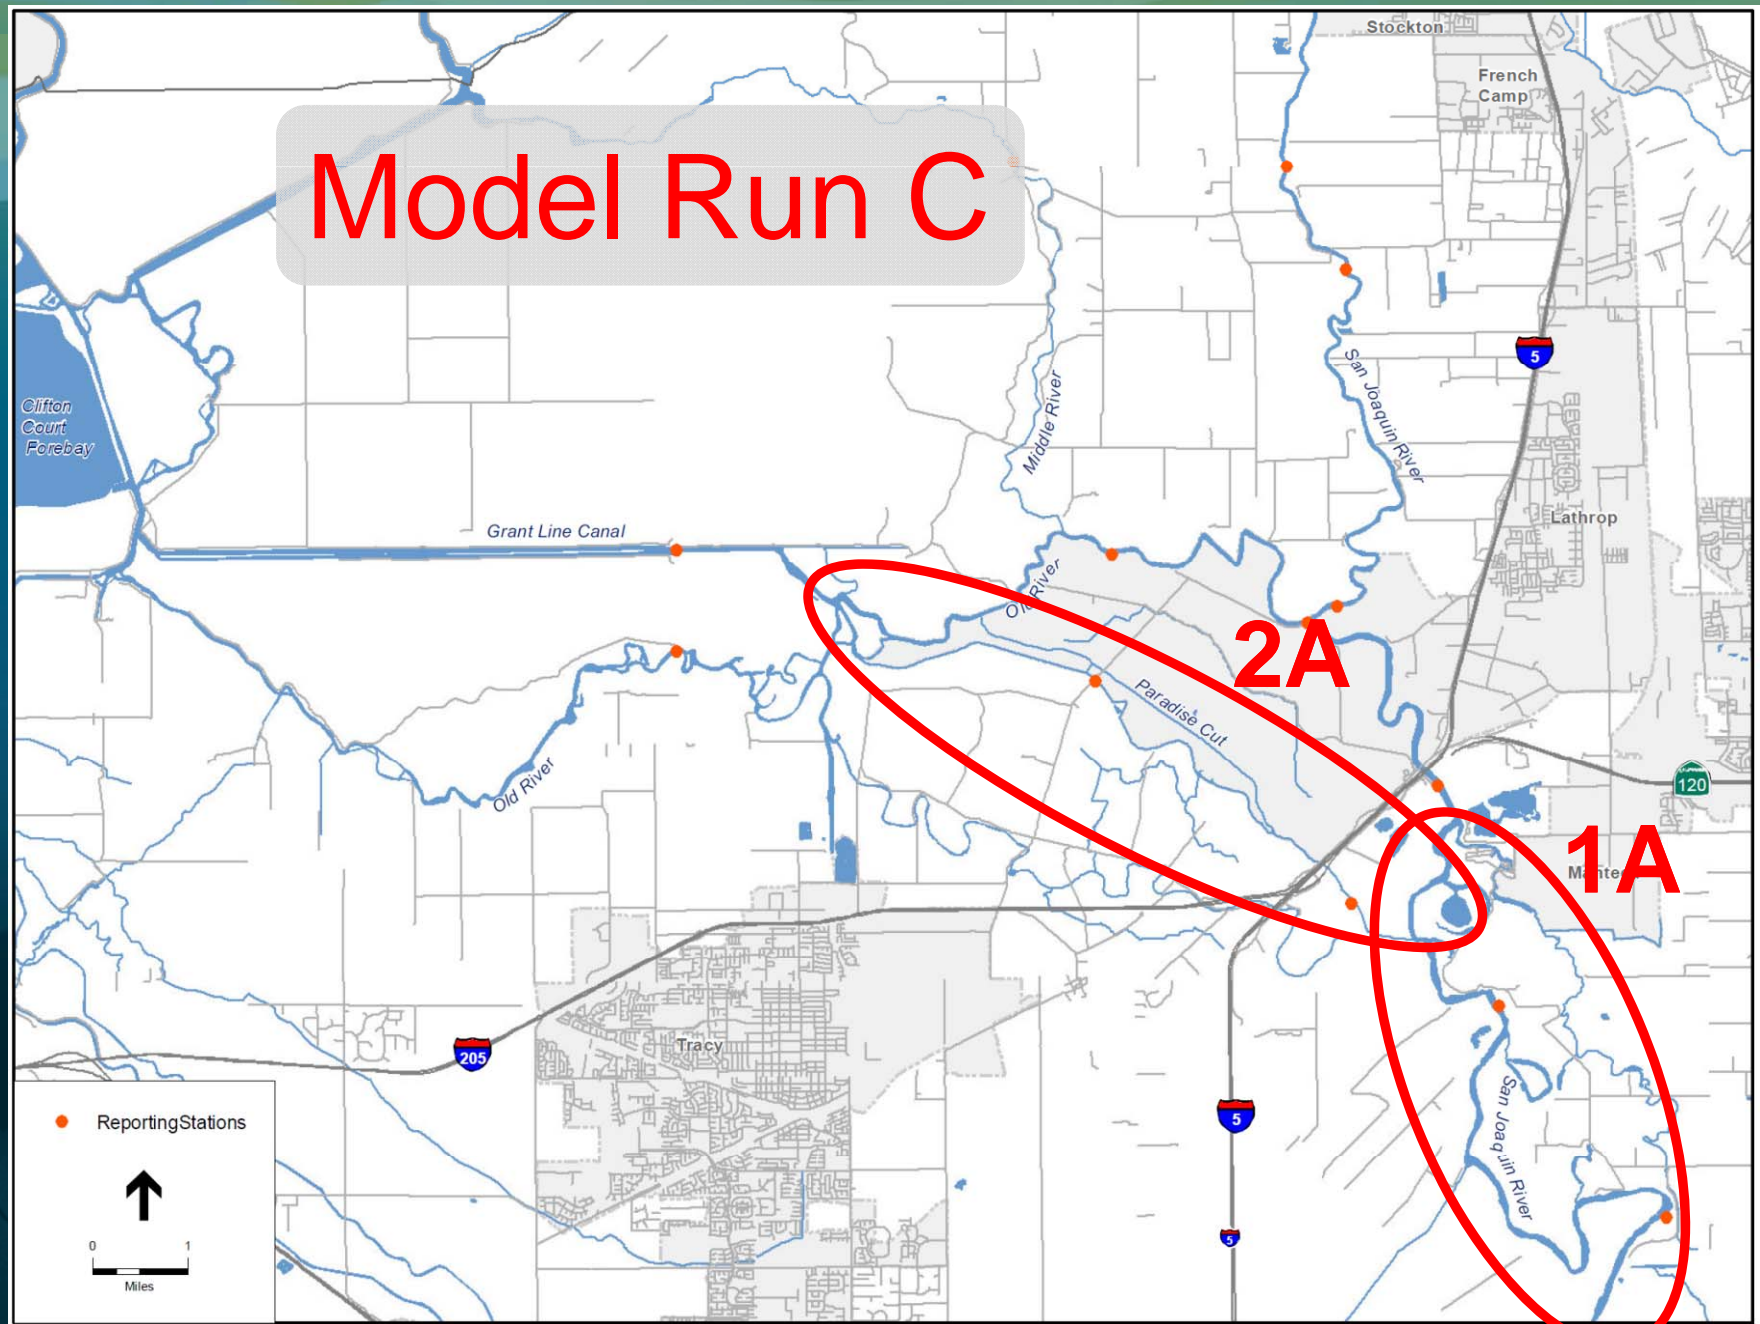 Stockton
French
Camp
Model Run C
San Joaquin River
5
Clifton
Court
Forebay
Middle River
Lathrop
Grant Line Canal
Old River
2A
Paradise Cut
120
Old River
1A
Tracy
205
5
San Joaquin River
ReportingStations
5
0 1
Miles